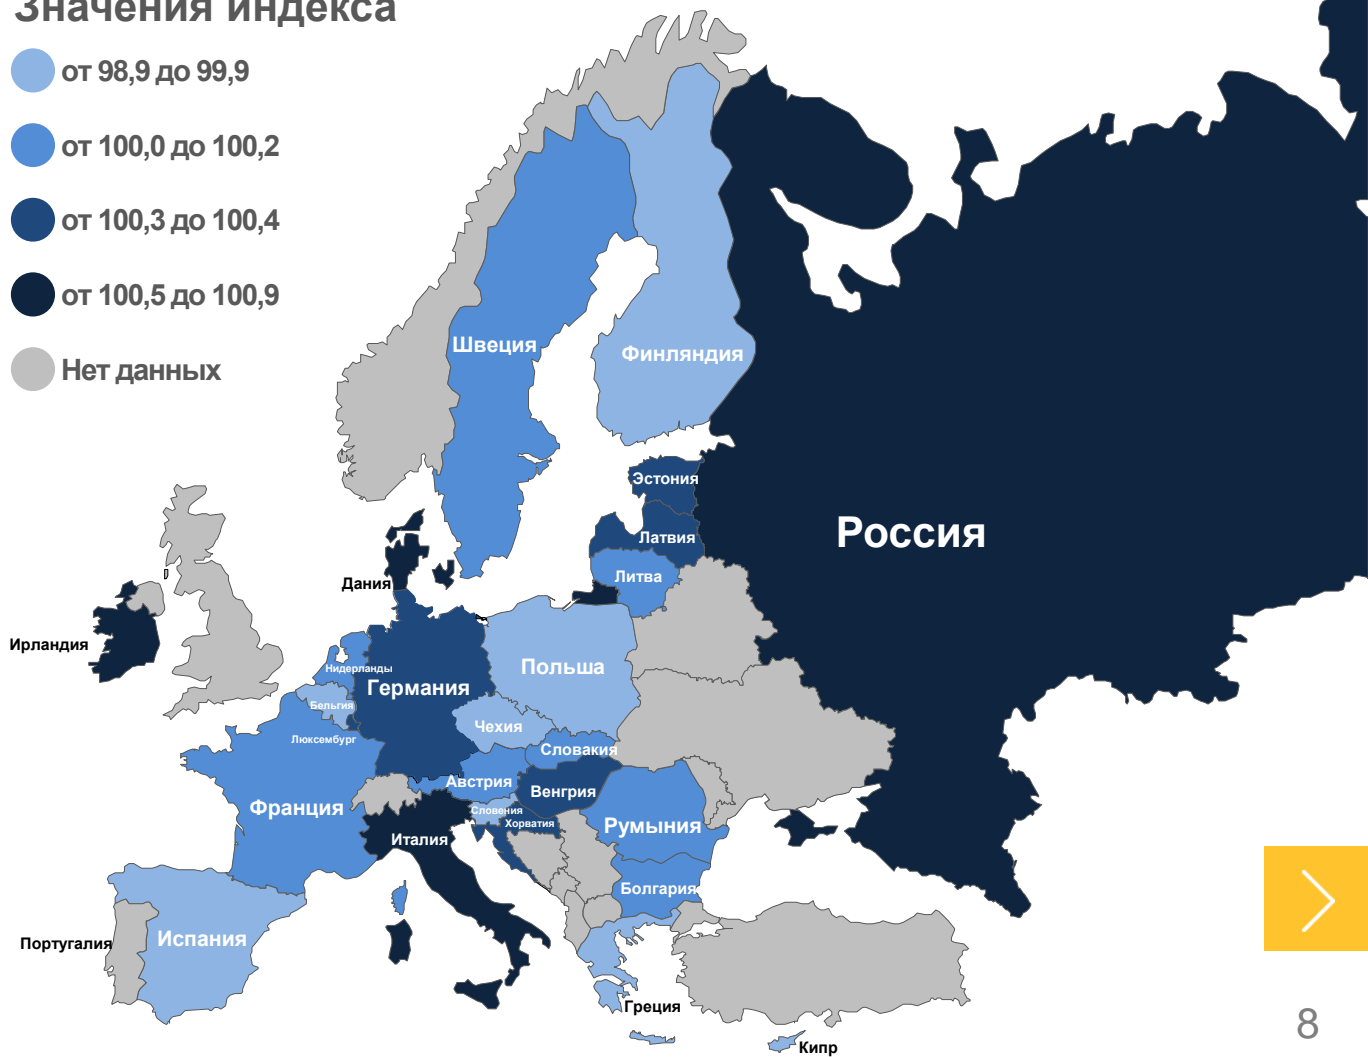 Значения индекса
от 98,9 до 99,9
от 100,0 до 100,2
от 100,3 до 100,4
от 100,5 до 100,9
Нет данных
Швеция
Финляндия
Эстония
Россия
Латвия
Дания
Литва
Ирландия
Нидерланды
Польша
Германия
Бельгия
Чехия
Люксембург
Словакия
Австрия
Венгрия
Франция
Словения
Хорватия
Румыния
Италия
Болгария
Португалия
Испания
Греция
Кипр
8